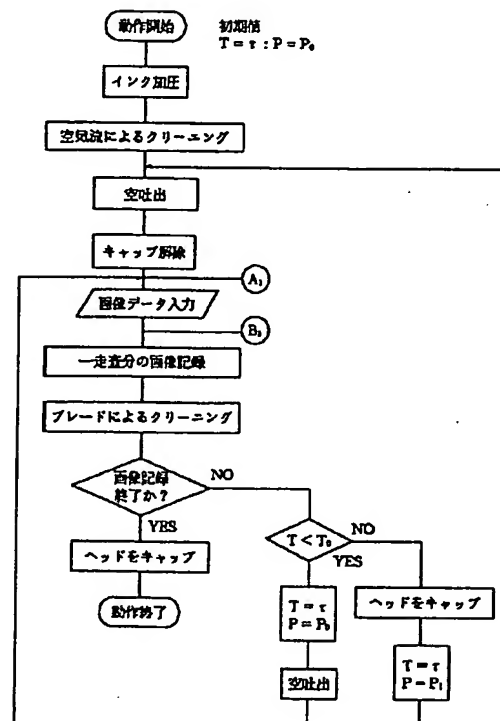 動作開始
初期値
T = τ : P = P₀
インク加圧
空気流によるクリーニング
空吐出
キャップ解除
A₁
画像データ入力
B₁
一走査分の画像記録
ブレードによるクリーニング
画像記録
終了か?
NO
YES
T < T₀
NO
YES
ヘッドをキャップ
動作終了
T = τ
P = P₀
空吐出
ヘッドをキャップ
T = τ
P = P₁